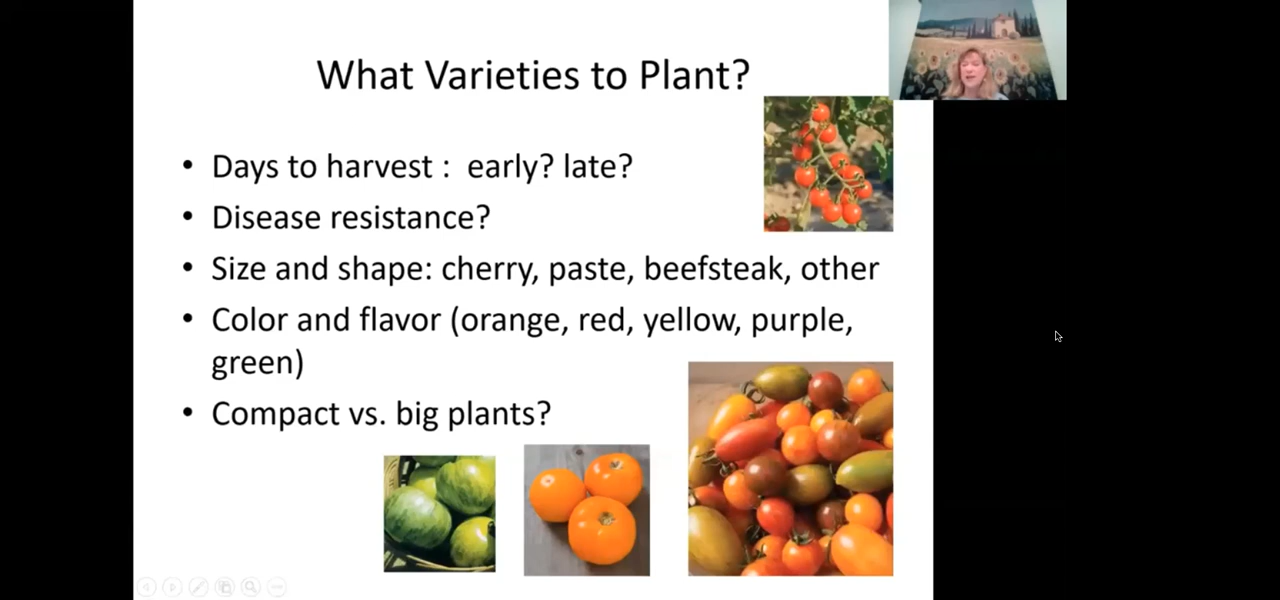 What Varieties to Plant?
• Days to harvest :  early? late?
• Disease resistance?
• Size and shape: cherry, paste, beefsteak, other
• Color and flavor (orange, red, yellow, purple,
green)
• Compact vs. big plants?